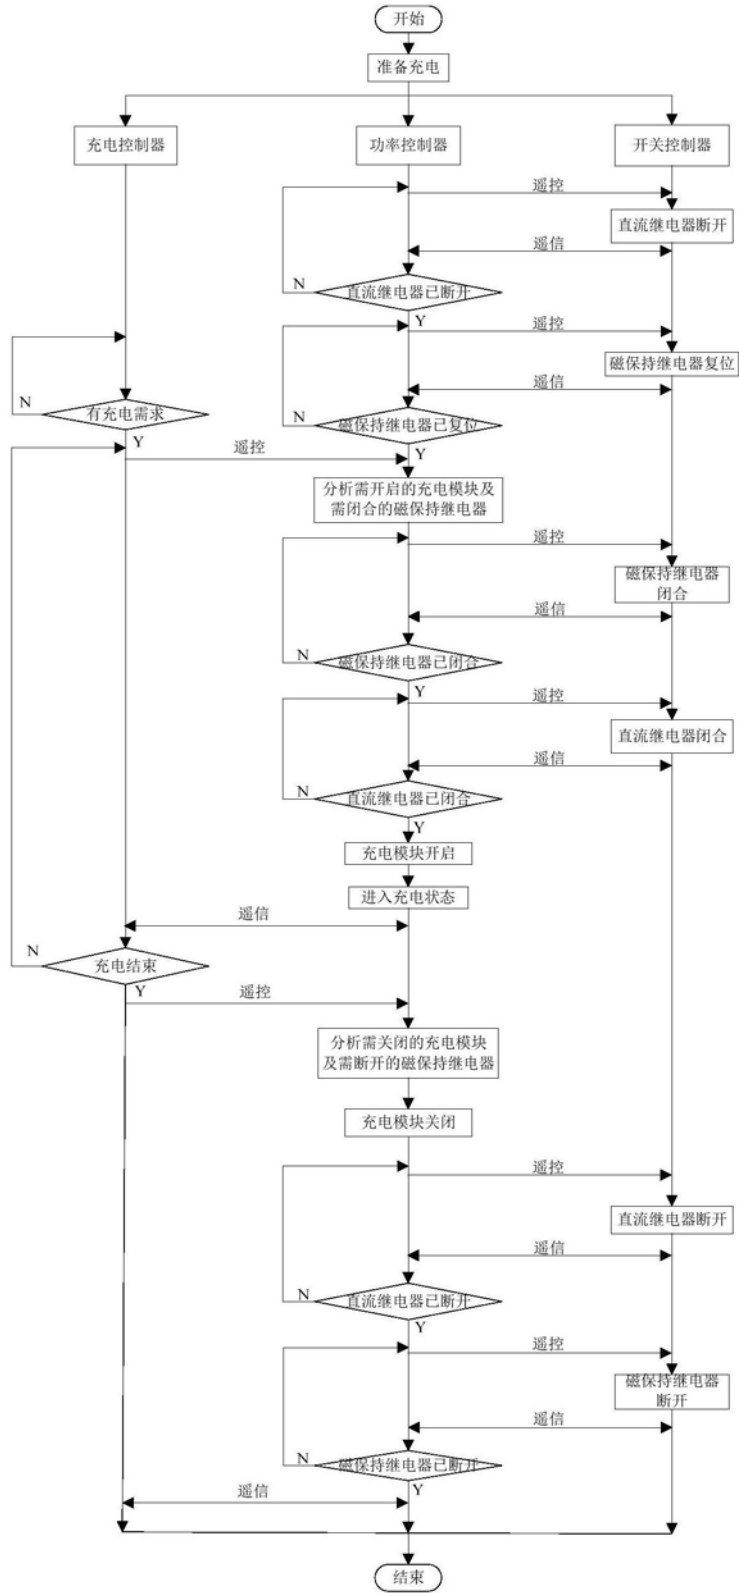 开始
准备充电
充电控制器
功率控制器
开关控制器
遥控
直流继电器断开
遥信
N
直流继电器已断开
Y
遥控
磁保持继电器复位
遥信
N
有充电需求
N
磁保持继电器已复位
Y
Y
遥控
分析需开启的充电模块及
需闭合的磁保持继电器
遥控
磁保持继电器
闭合
遥信
N
磁保持继电器已闭合
Y
遥控
直流继电器闭合
遥信
N
直流继电器已闭合
Y
充电模块开启
进入充电状态
遥信
N
充电结束
Y
遥控
分析需关闭的充电模块
及需断开的磁保持继电器
充电模块关闭
遥控
直流继电器断开
遥信
N
直流继电器已断开
Y
遥控
磁保持继电器
断开
遥信
N
磁保持继电器已断开
Y
遥信
结束